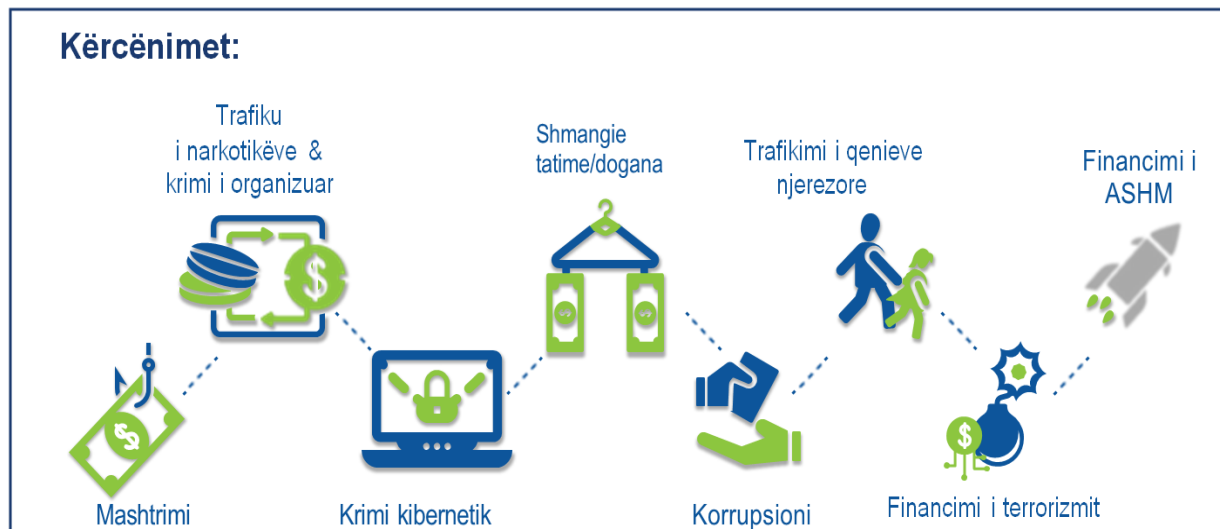 Kërcënimet:
Trafiku
i narkotikëve &
krimi i organizuar
Shmangie
tatime/dogana
Trafikimi i qenieve
njerezore
Financimi i
ASHM
Mashtrimi
Krimi kibernetik
Korrupsioni
Financimi i terrorizmit